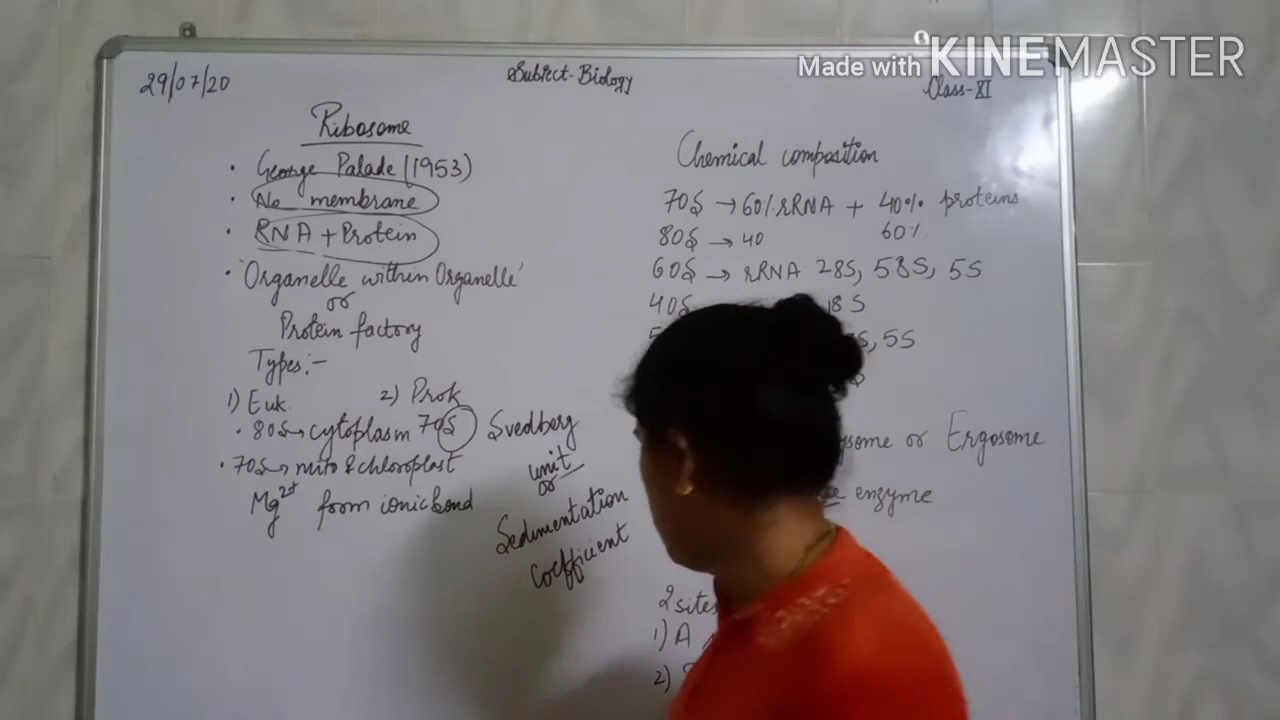 Made with KINEMASTER
29/07/20
Subject-Biology
Class-XI
Ribosome
• George Palade (1953)
• No membrane
• RNA + Protein
• 'Organelle within Organelle'
or
Protein factory
Types:-
1) Euk. 2) Prok
• 80S → cytoplasm 70S
• 70S → mito & chloroplast
Mg2+ form ionic bond
Svedberg
unit
or
Sedimentation
coefficient
Chemical composition
70S → 60% rRNA + 40% proteins
80S → 40 60%
60S → rRNA 28S, 58S, 5S
40S 18 S
S, 5S
or Ergosome
enzyme
2 sites
1) A
2)